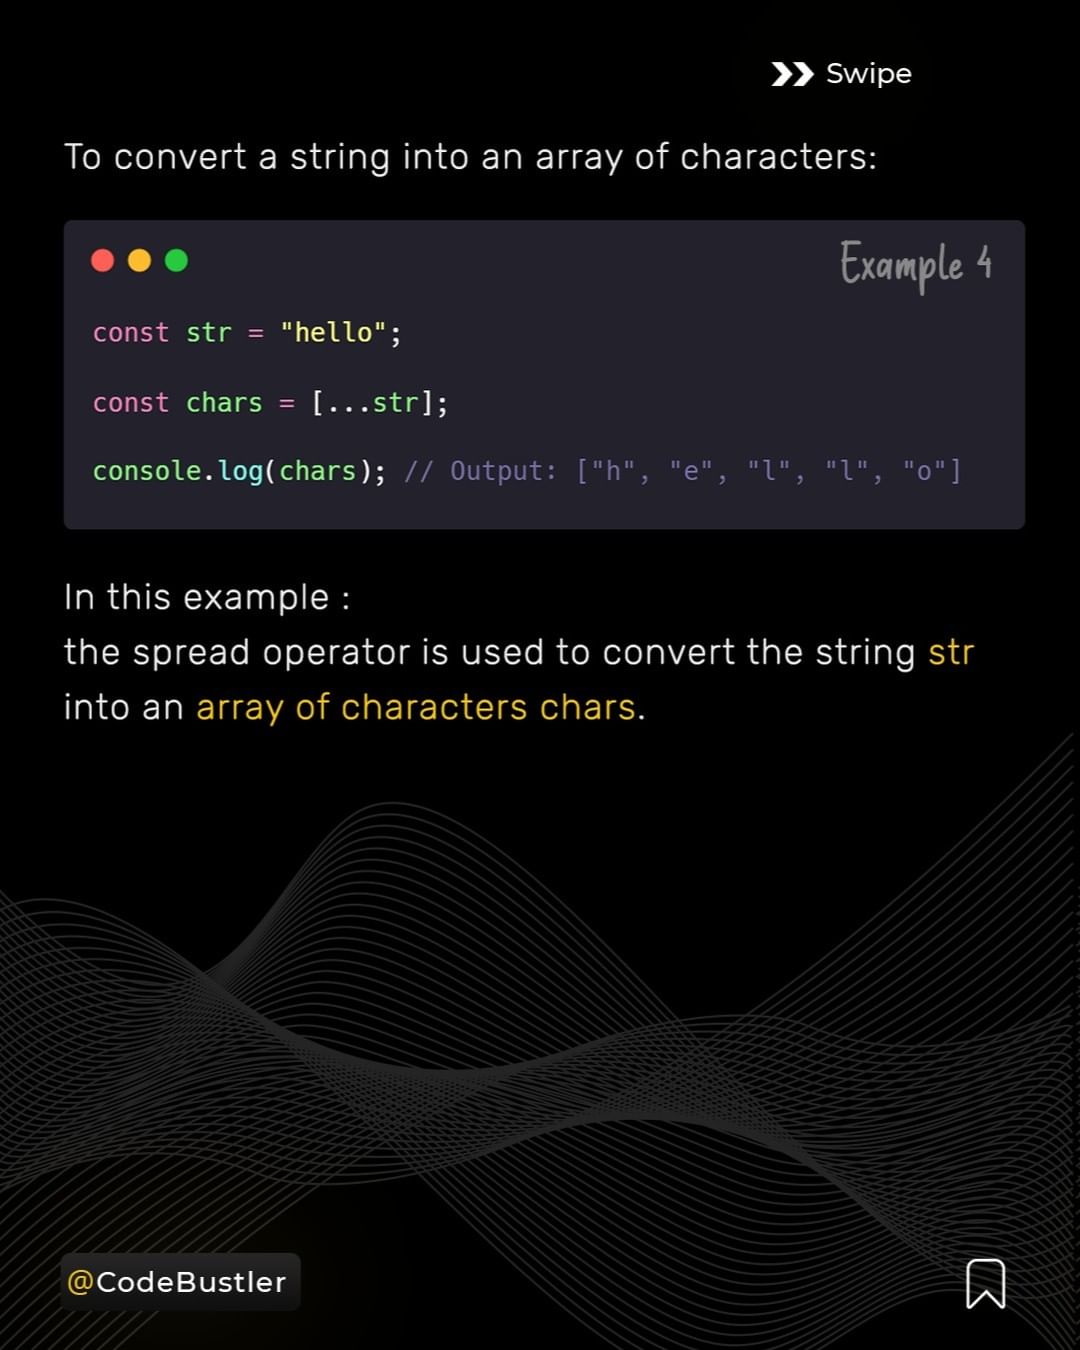 Swipe
To convert a string into an array of characters:
Example 4
const str = "hello";
const chars = [...str];
console.log(chars); // Output: ["h", "e", "l", "l", "o"]
In this example :
the spread operator is used to convert the string str
into an array of characters chars.
@CodeBustler